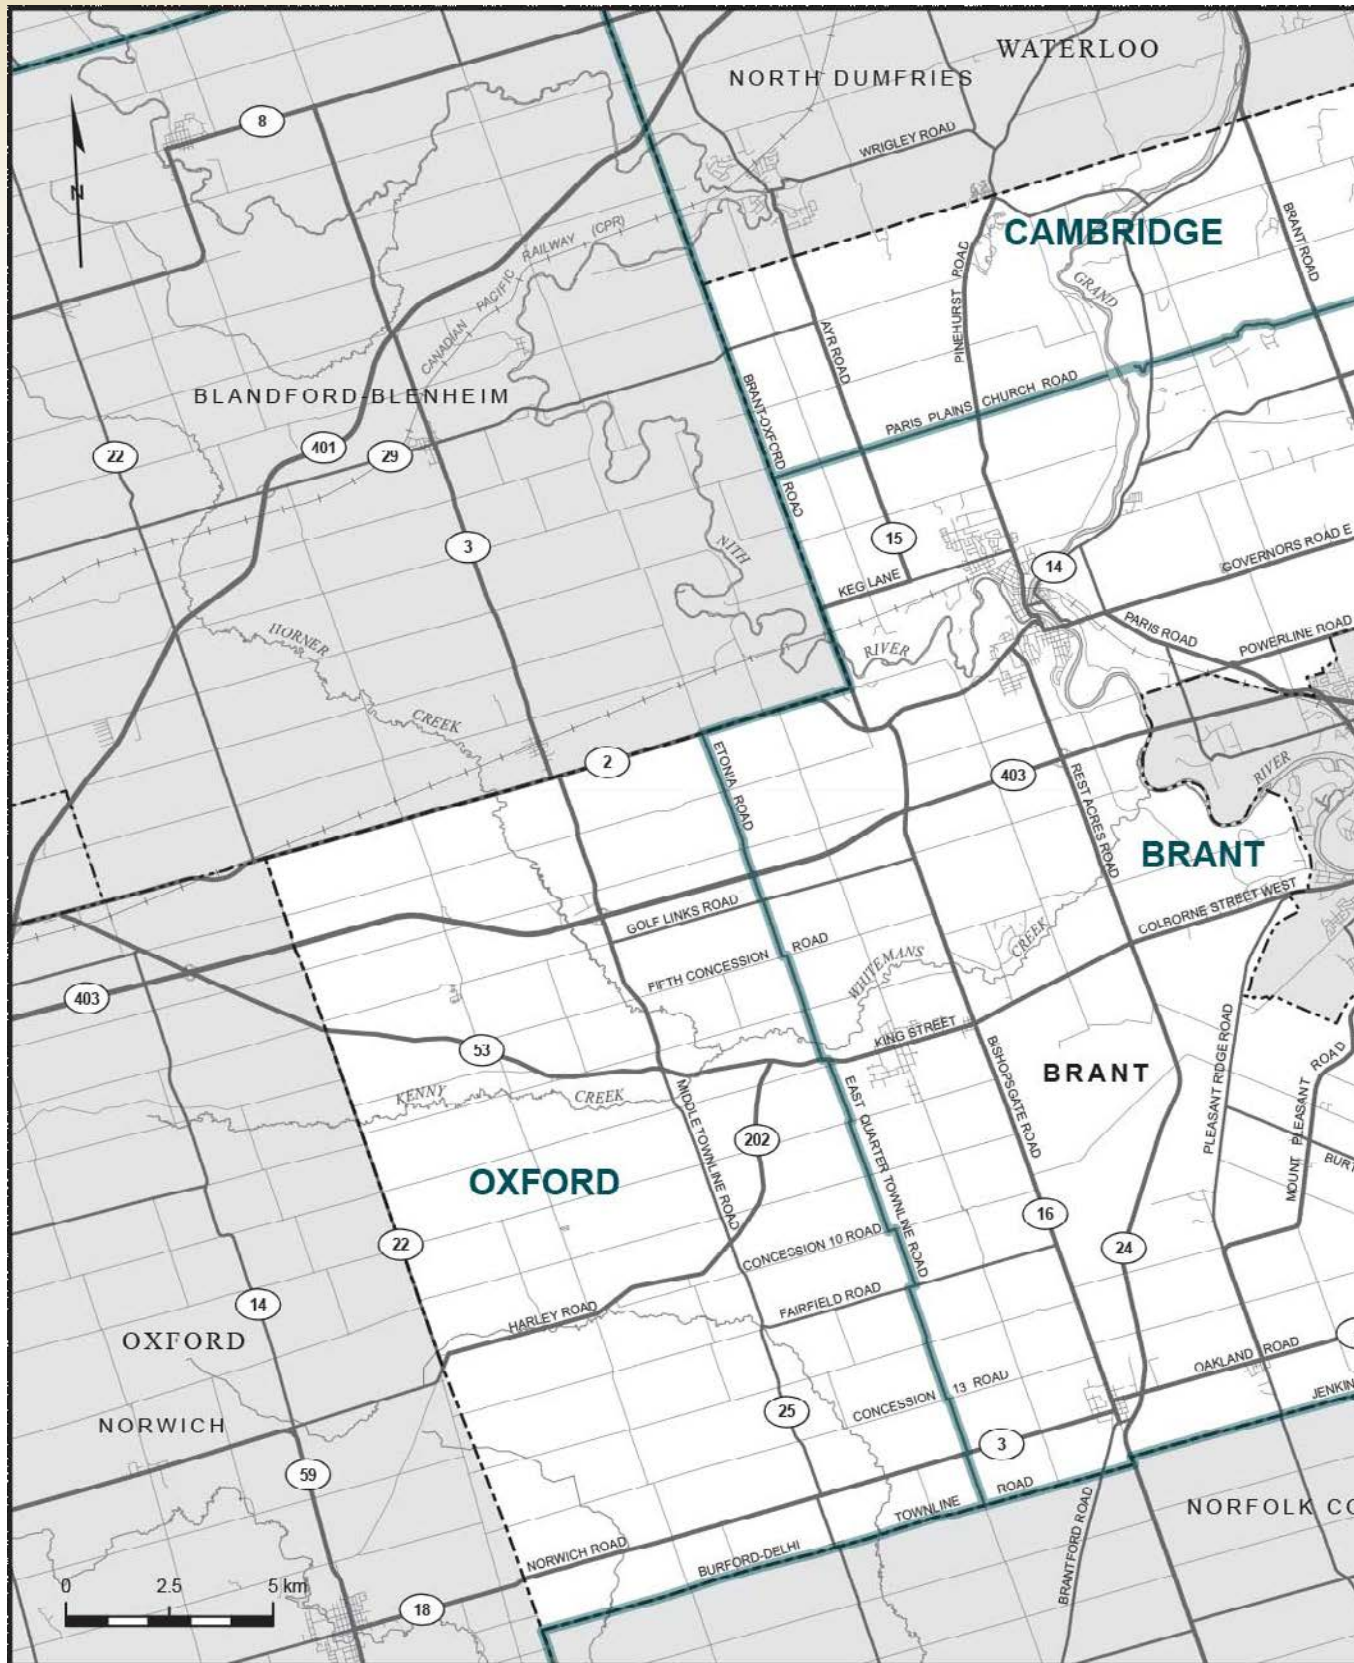 WATERLOO
NORTH DUMFRIES
8
WRIGLEY ROAD
N
CAMBRIDGE
BRANT ROAD
CANADIAN PACIFIC RAILWAY (CPR)
PINEHURST ROAD
GRAND
AYR ROAD
BLANDFORD-BLENHEIM
BRANT-OXFORD ROAD
PARIS PLAINS CHURCH ROAD
22
401
29
3
15
NITH
RIVER
KEG LANE
14
GOVERNORS ROAD E
HORNER
CREEK
PARIS ROAD
POWERLINE ROAD
2
ETONIA ROAD
403
REST ACRES ROAD
RIVER
BRANT
COLBORNE STREET WEST
GOLF LINKS ROAD
FIFTH CONCESSION ROAD
WHITEMANS
CREEK
403
53
KING STREET
KENNY
CREEK
MIDDLE TOWNLINE ROAD
EAST QUARTER TOWNLINE ROAD
BISHOPSGATE ROAD
BRANT
PLEASANT RIDGE ROAD
MOUNT PLEASANT ROAD
BURT
202
OXFORD
22
16
24
CONCESSION 10 ROAD
FAIRFIELD ROAD
HARLEY ROAD
14
OXFORD
OAKLAND ROAD
JENKIN
CONCESSION 13 ROAD
25
NORWICH
3
59
TOWNLINE ROAD
NORFOLK CO
NORWICH ROAD
BURFORD-DELHI
BRANTFORD ROAD
0 2.5 5 km
18